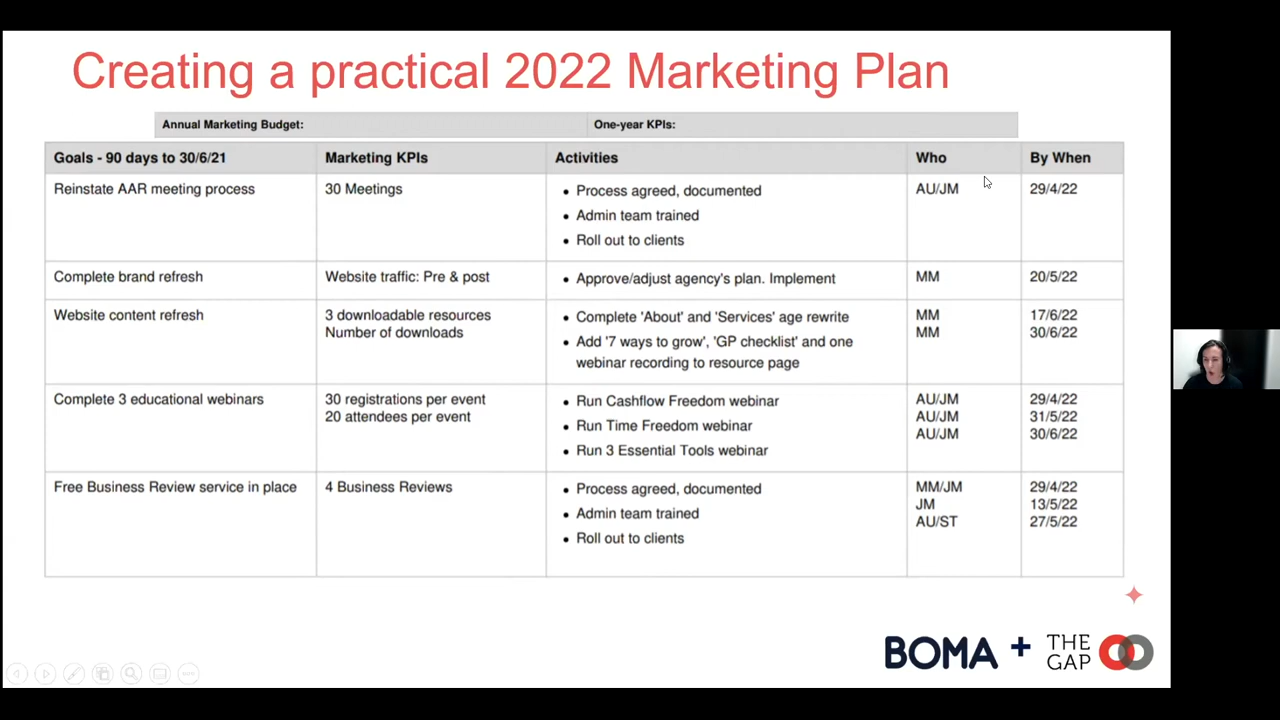 Creating a practical 2022 Marketing Plan
Annual Marketing Budget: One-year KPIs:
Goals - 90 days to 30/6/21 Marketing KPIs Activities Who By When
Reinstate AAR meeting process 30 Meetings • Process agreed, documented AU/JM 29/4/22
• Admin team trained
• Roll out to clients
Complete brand refresh Website traffic: Pre & post • Approve/adjust agency's plan. Implement MM 20/5/22
Website content refresh 3 downloadable resources • Complete 'About' and 'Services' age rewrite MM 17/6/22
Number of downloads • Add '7 ways to grow', 'GP checklist' and one MM 30/6/22
webinar recording to resource page
Complete 3 educational webinars 30 registrations per event • Run Cashflow Freedom webinar AU/JM 29/4/22
20 attendees per event • Run Time Freedom webinar AU/JM 31/5/22
• Run 3 Essential Tools webinar AU/JM 30/6/22
Free Business Review service in place 4 Business Reviews • Process agreed, documented MM/JM 29/4/22
• Admin team trained JM 13/5/22
• Roll out to clients AU/ST 27/5/22
BOMA + THE
GAP